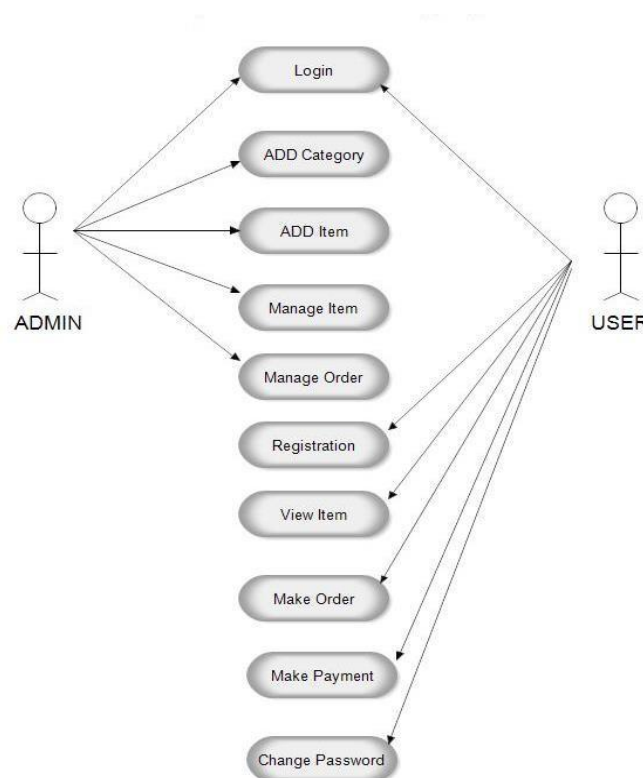 Login
ADD Category
ADD Item
ADMIN
Manage Item
USER
Manage Order
Registration
View Item
Make Order
Make Payment
Change Password